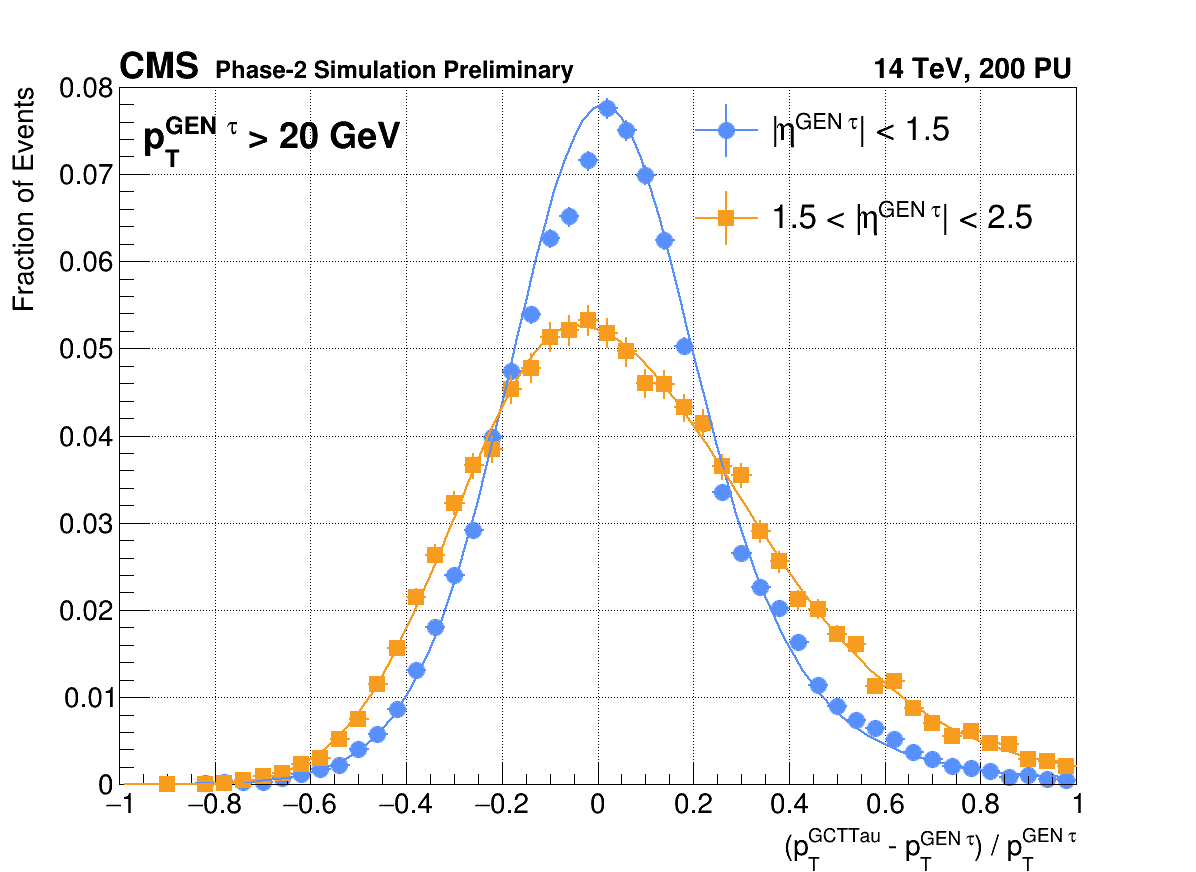 CMS Phase-2 Simulation Preliminary 14 TeV, 200 PU
Fraction of Events
p_T^GEN τ > 20 GeV
|η^GEN τ| < 1.5
1.5 < |η^GEN τ| < 2.5
0.08
0.07
0.06
0.05
0.04
0.03
0.02
0.01
0
−1 −0.8 −0.6 −0.4 −0.2 0 0.2 0.4 0.6 0.8 1
(p_T^GCTTau - p_T^GEN τ) / p_T^GEN τ